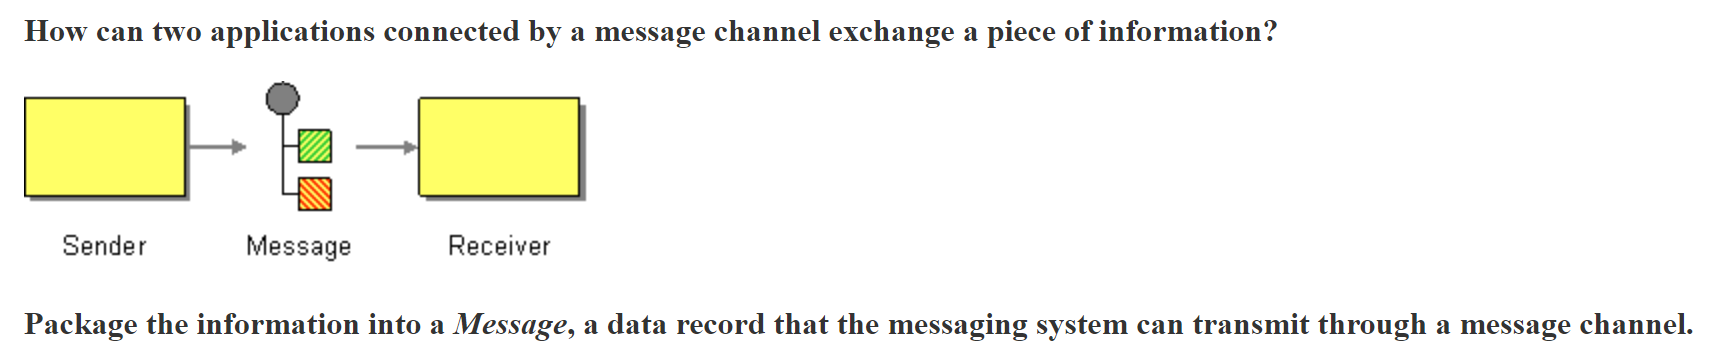 How can two applications connected by a message channel exchange a piece of information?
Sender Message Receiver
Package the information into a Message, a data record that the messaging system can transmit through a message channel.